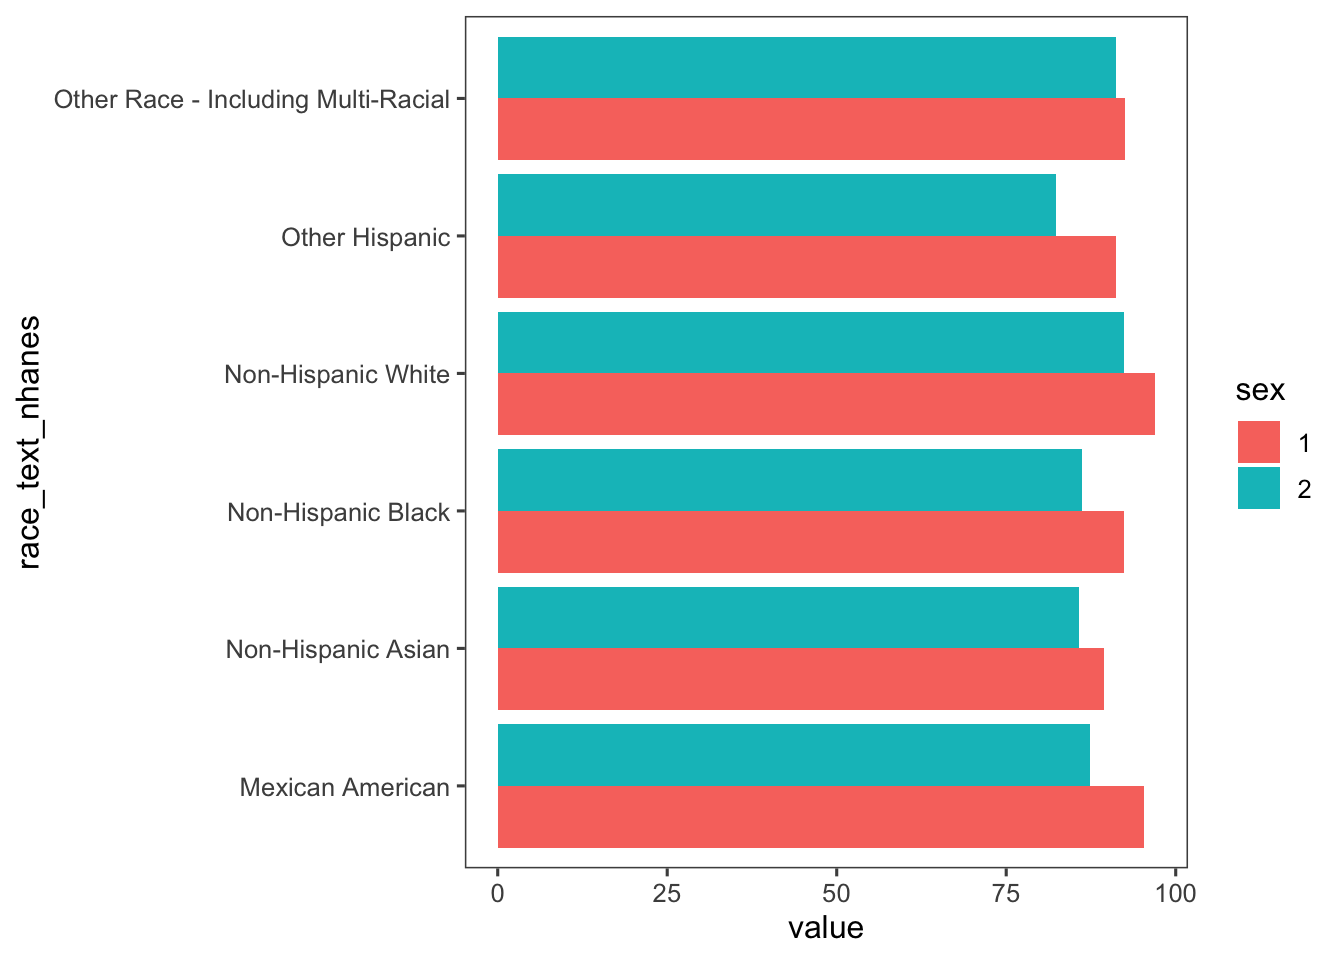 Other Race - Including Multi-Racial
Other Hispanic
Non-Hispanic White
Non-Hispanic Black
Non-Hispanic Asian
Mexican American
race_text_nhanes
0 25 50 75 100
value
sex
1
2